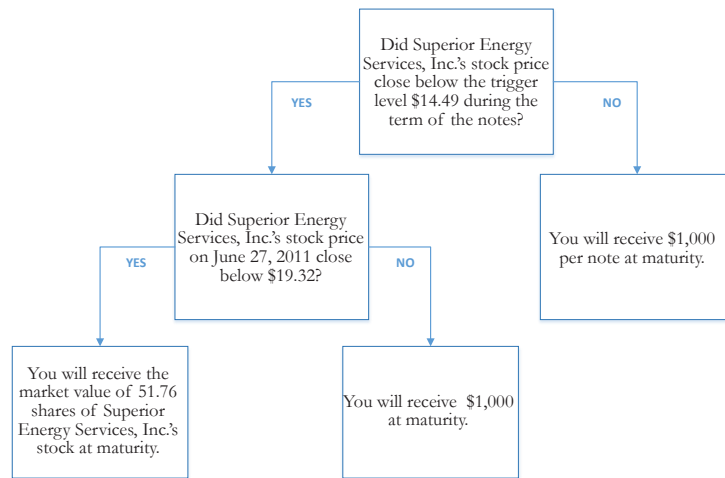 Did Superior Energy
Services, Inc.'s stock price
close below the trigger
level $14.49 during the
term of the notes?
YES
NO
Did Superior Energy
Services, Inc.'s stock price
on June 27, 2011 close
below $19.32?
You will receive $1,000
per note at maturity.
YES
NO
You will receive the
market value of 51.76
shares of Superior
Energy Services, Inc.'s
stock at maturity.
You will receive $1,000
at maturity.